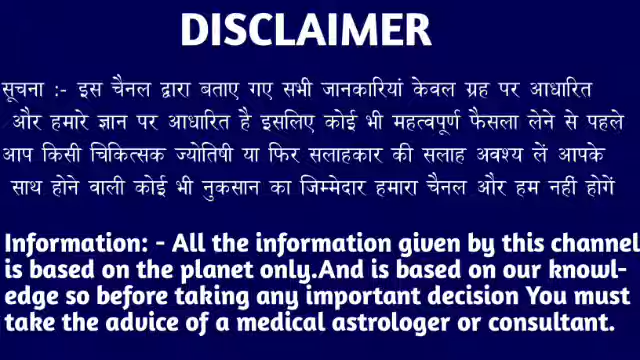 DISCLAIMER
सूचना :- इस चैनल द्वारा बताए गए सभी जानकारियां केवल ग्रह पर आधारित
और हमारे ज्ञान पर आधारित है इसलिए कोई भी महत्वपूर्ण फैसला लेने से पहले
आप किसी चिकित्सक ज्योतिषी या फिर सलाहकार की सलाह अवश्य लें आपके
साथ होने वाली कोई भी नुकसान का जिम्मेदार हमारा चैनल और हम नहीं होगें
Information: - All the information given by this channel
is based on the planet only.And is based on our knowl-
edge so before taking any important decision You must
take the advice of a medical astrologer or consultant.